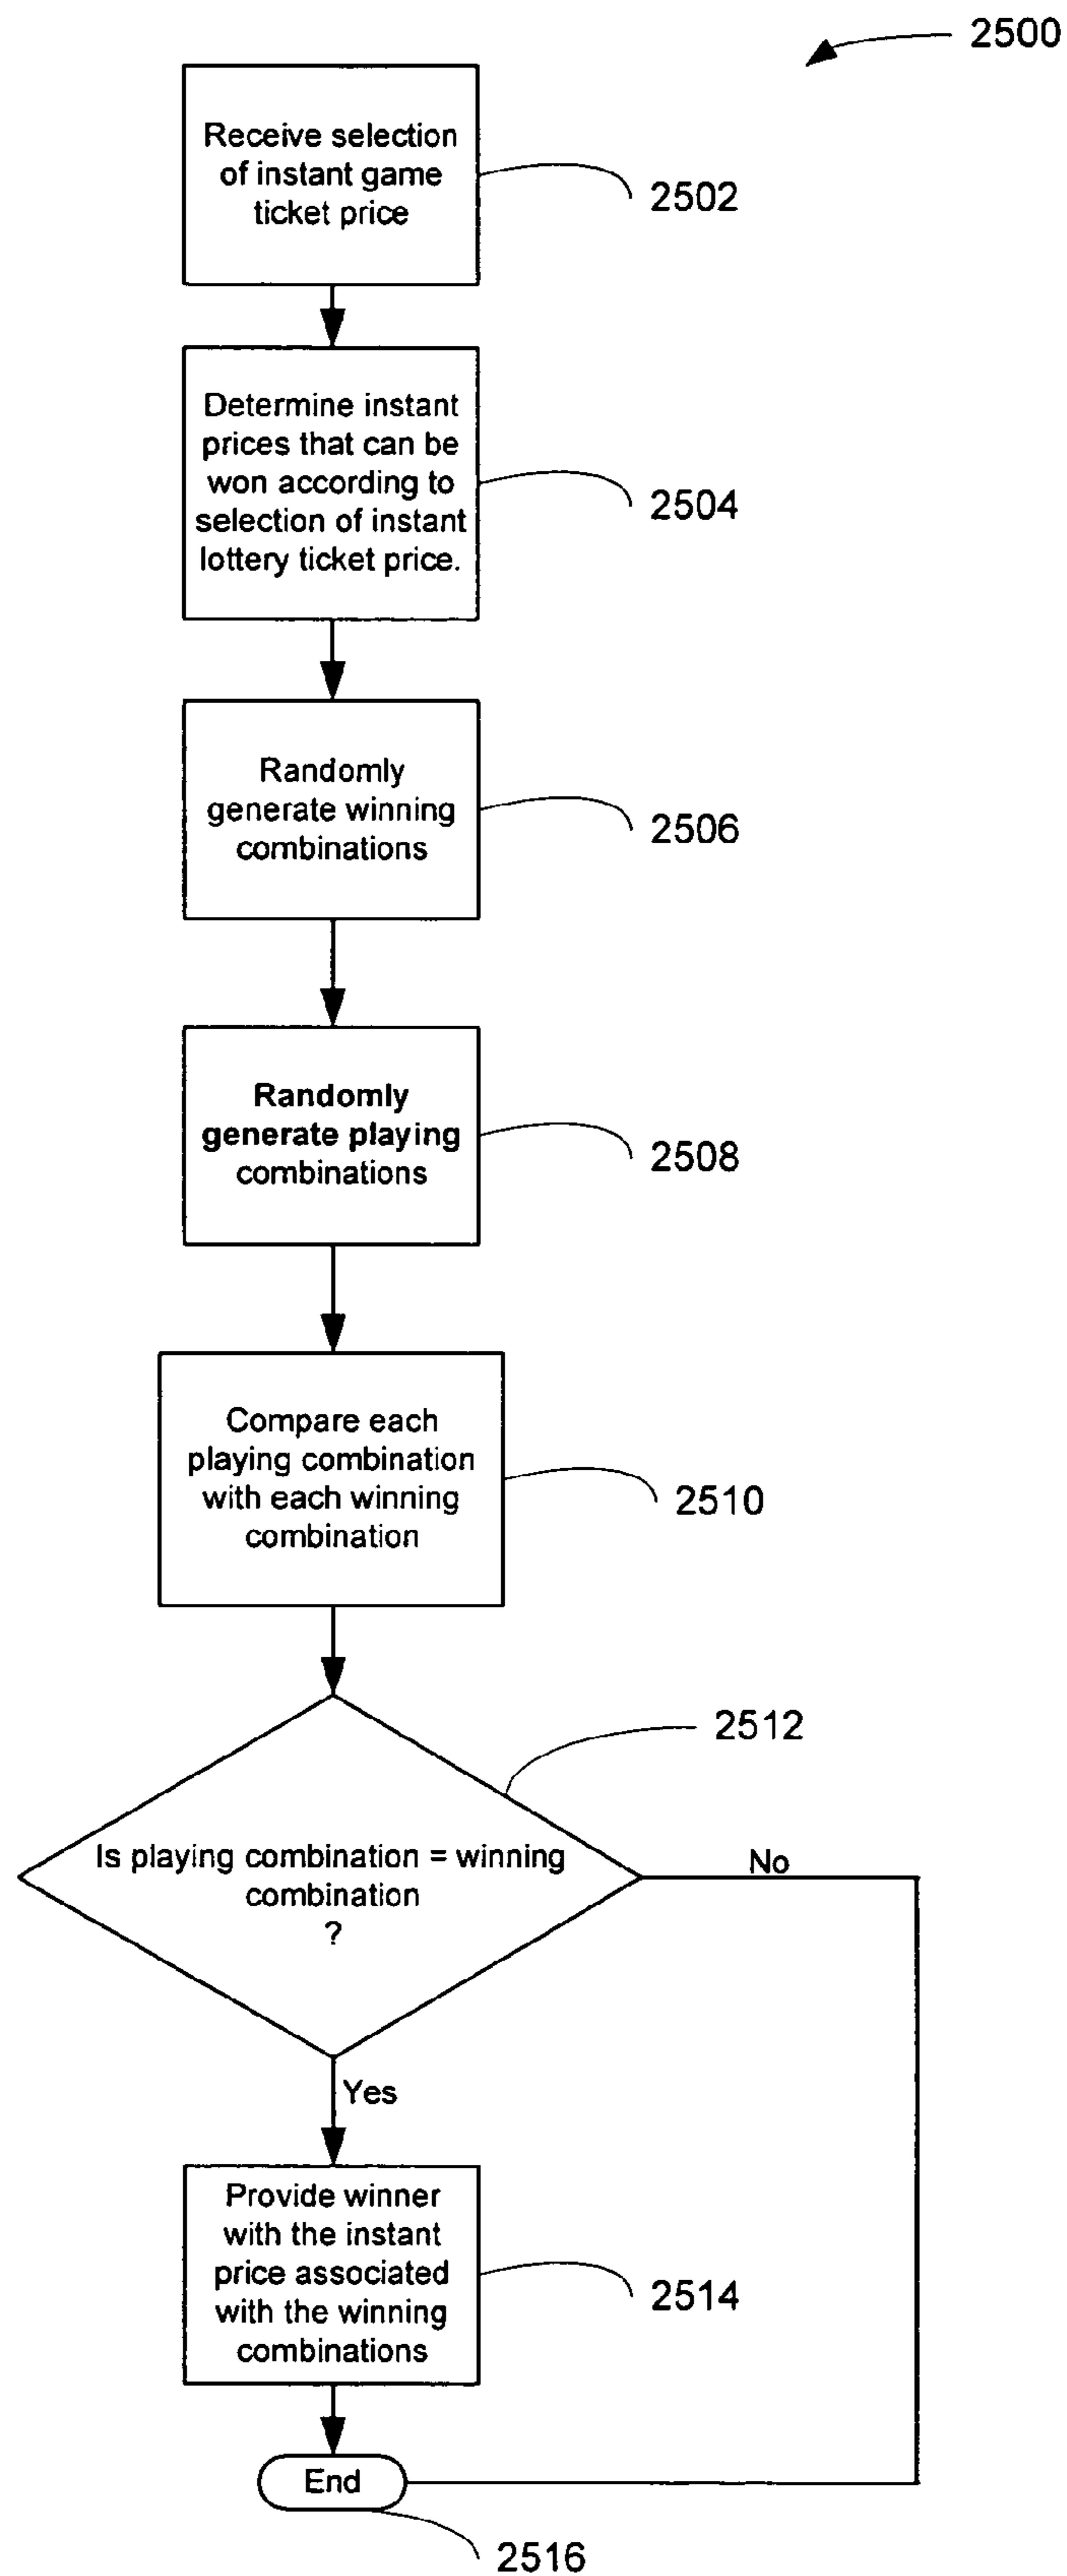 2500
Receive selection
of instant game
ticket price
2502
Determine instant
prices that can be
won according to
selection of instant
lottery ticket price.
2504
Randomly
generate winning
combinations
2506
Randomly
generate playing
combinations
2508
Compare each
playing combination
with each winning
combination
2510
2512
Is playing combination = winning
combination
?
No
Yes
Provide winner
with the instant
price associated
with the winning
combinations
2514
End
2516